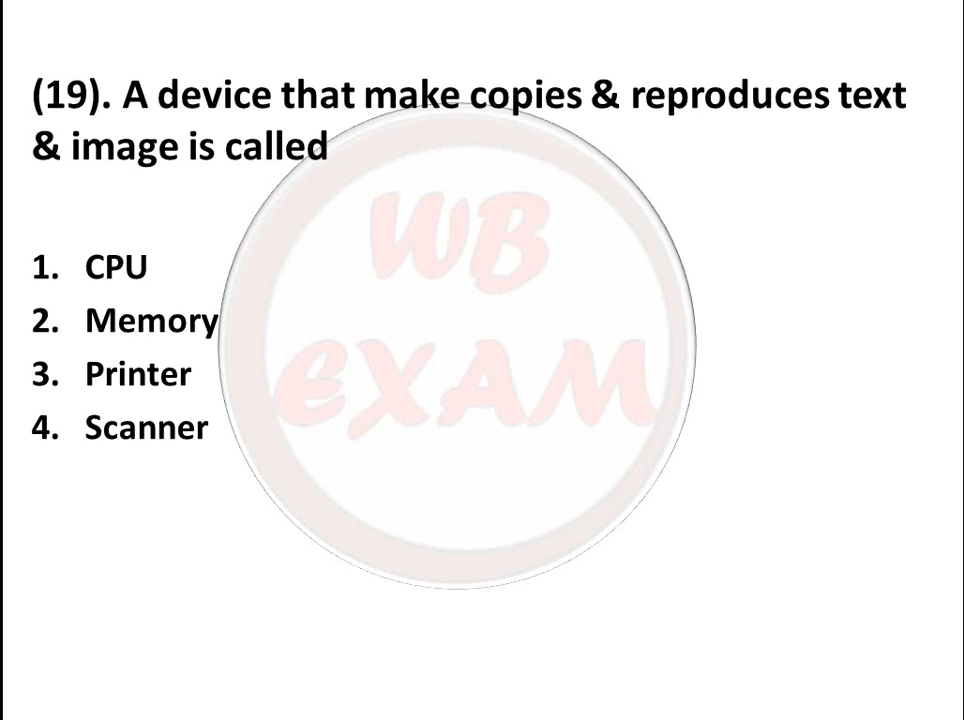 (19). A device that make copies & reproduces text
& image is called
1. CPU
2. Memory
3. Printer
4. Scanner
WB
EXAM